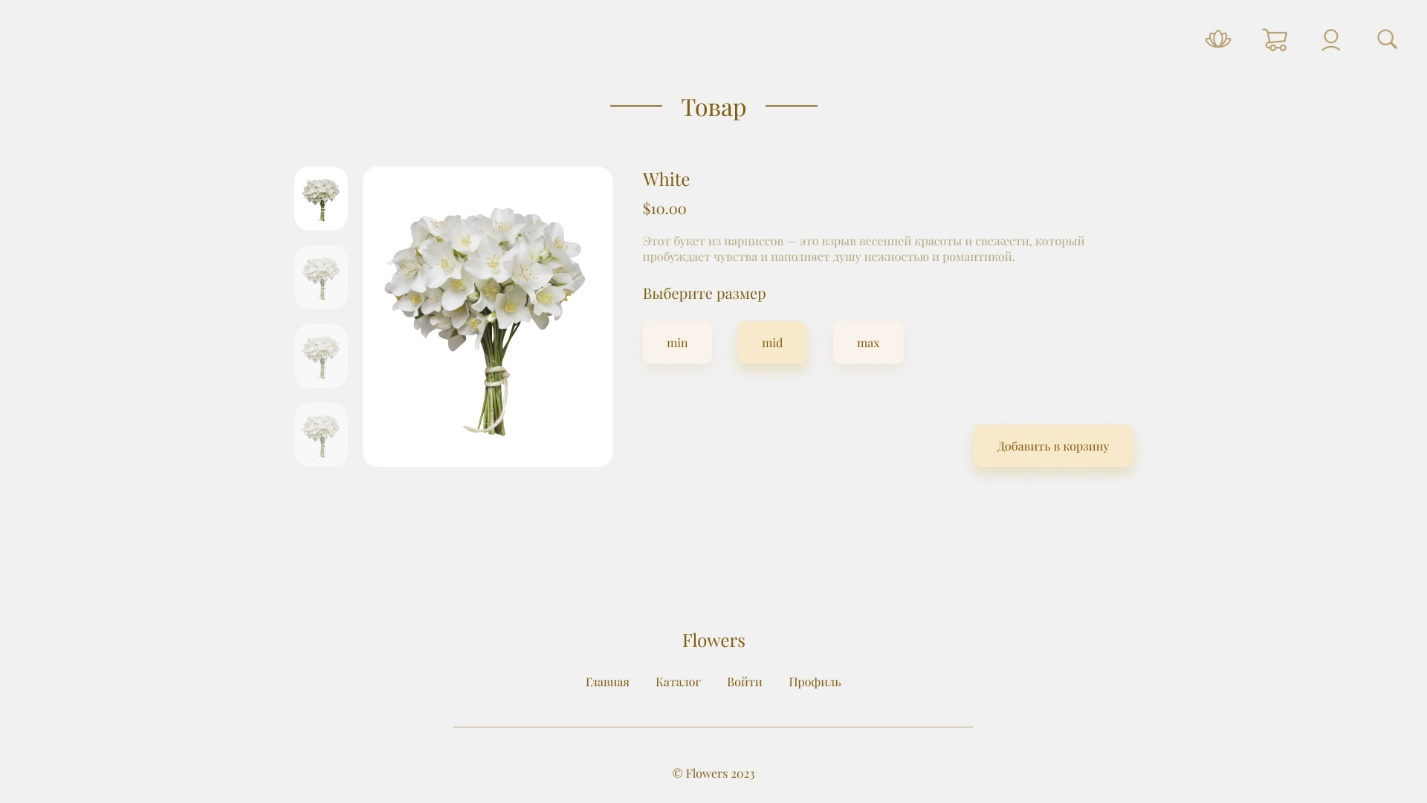 Товар
White
$10.00
Этот букет из нарциссов — это взрыв весенней красоты и свежести, который
пробуждает чувства и наполняет душу нежностью и романтикой.
Выберите размер
min
mid
max
Добавить в корзину
Flowers
Главная Каталог Войти Профиль
© Flowers 2023